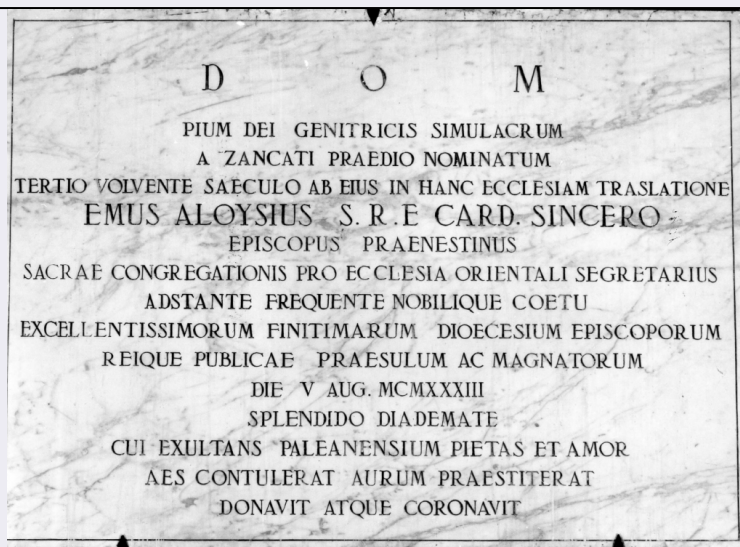 D O M
PIUM DEI GENITRICIS SIMULACRUM
A ZANCATI PRAEDIO NOMINATUM
TERTIO VOLVENTE SAECULO AB EIUS IN HANC ECCLESIAM TRASLATIONE
EMUS ALOYSIUS S. R. E CARD. SINCERO
EPISCOPUS PRAENESTINUS
SACRAE CONGREGATIONIS PRO ECCLESIA ORIENTALI SEGRETARIUS
ADSTANTE FREQUENTE NOBILIQUE COETU
EXCELLENTISSIMORUM FINITIMARUM DIOECESIUM EPISCOPORUM
REIQUE PUBLICAE PRAESULUM AC MAGNATORUM
DIE V AUG. MCMXXXIII
SPLENDIDO DIADEMATE
CUI EXULTANS PALEANENSIUM PIETAS ET AMOR
AES CONTULERAT AURUM PRAESTITERAT
DONAVIT ATQUE CORONAVIT